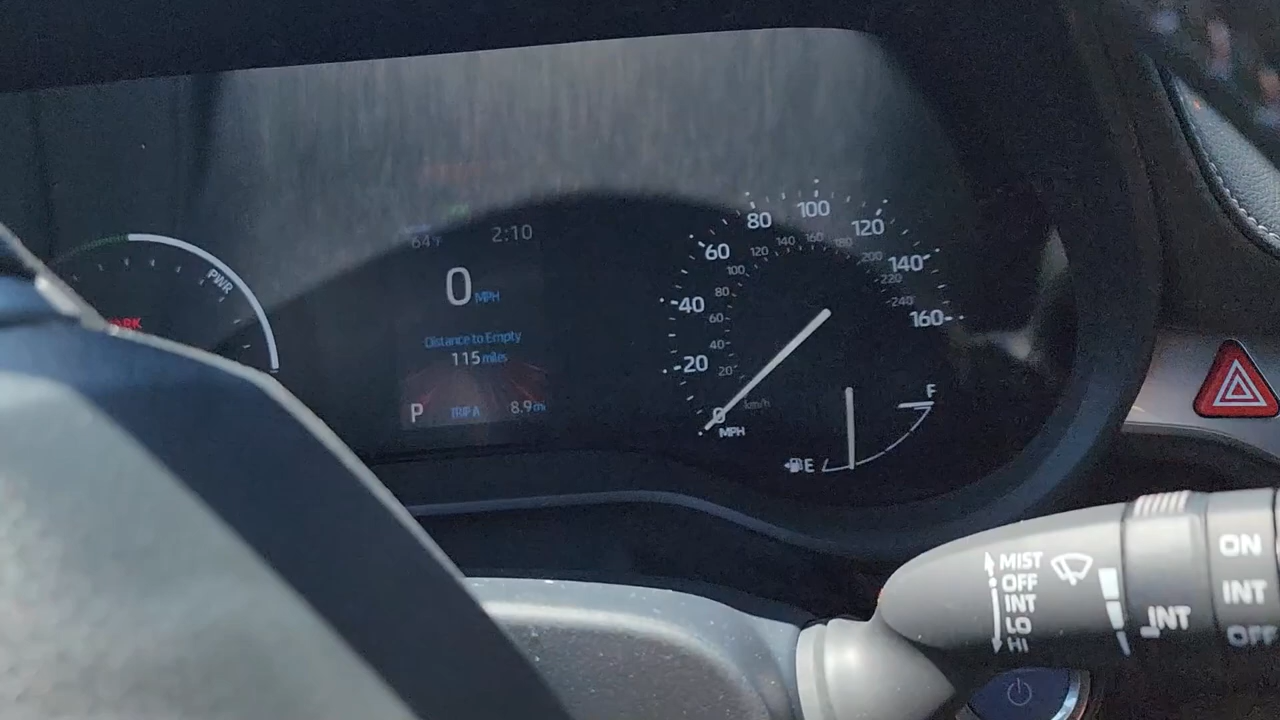 64°F 2:10
0 MPH
Distance to Empty
115 miles
P TRIP A 8.9 mi
PWR
0
20
40
60
80
100
120
140
160
MPH
20
40
60
80
100
120
140
160
180
200
220
240
km/h
E
F
MIST
OFF
INT
LO
HI
INT
ON
INT
OFF